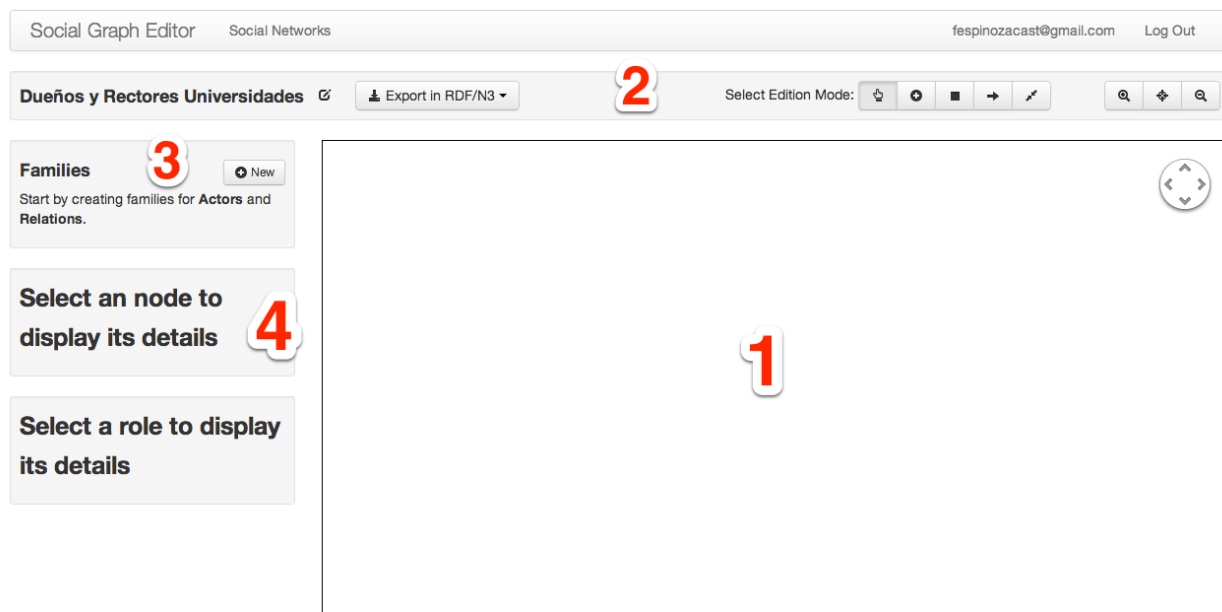 Social Graph Editor Social Networks fespinozacast@gmail.com Log Out
Dueños y Rectores Universidades Export in RDF/N3 2 Select Edition Mode:
Families 3 New
Start by creating families for Actors and
Relations.
Select an node to
display its details 4
1
Select a role to display
its details